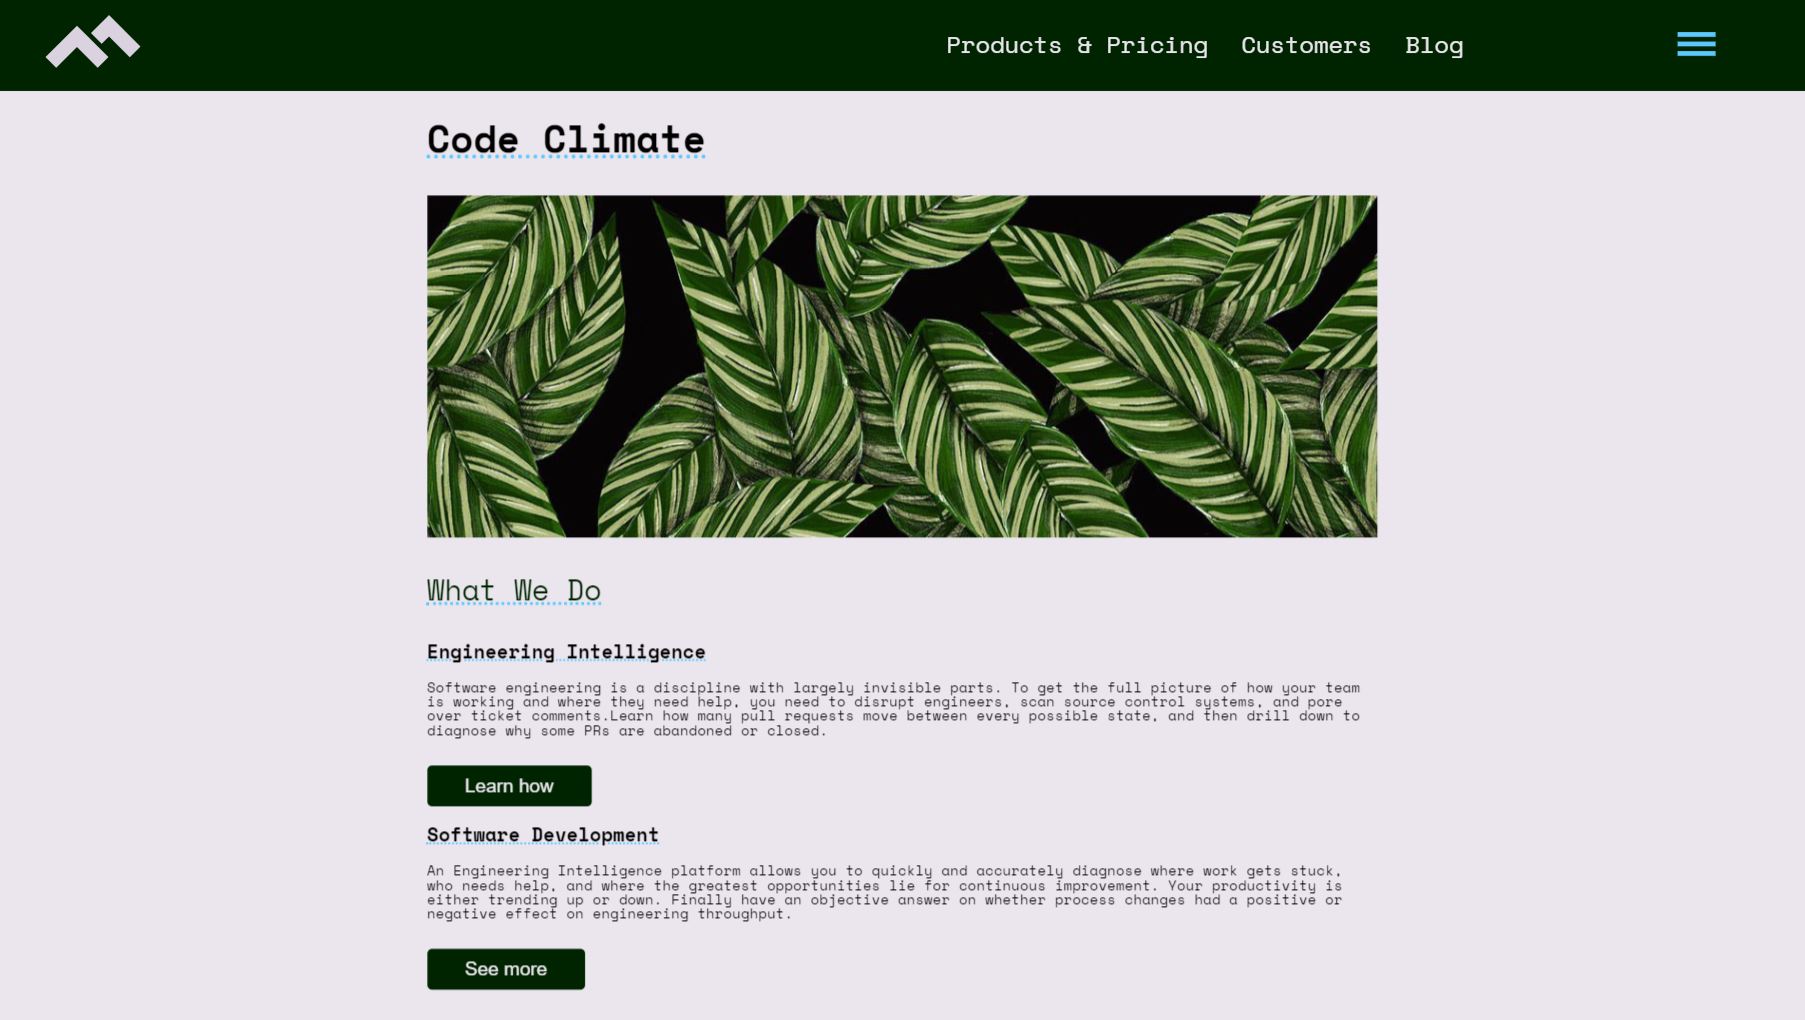 Products & Pricing Customers Blog
Code Climate
What We Do
Engineering Intelligence
Software engineering is a discipline with largely invisible parts. To get the full picture of how your team
is working and where they need help, you need to disrupt engineers, scan source control systems, and pore
over ticket comments.Learn how many pull requests move between every possible state, and then drill down to
diagnose why some PRs are abandoned or closed.
Learn how
Software Development
An Engineering Intelligence platform allows you to quickly and accurately diagnose where work gets stuck,
who needs help, and where the greatest opportunities lie for continuous improvement. Your productivity is
either trending up or down. Finally have an objective answer on whether process changes had a positive or
negative effect on engineering throughput.
See more